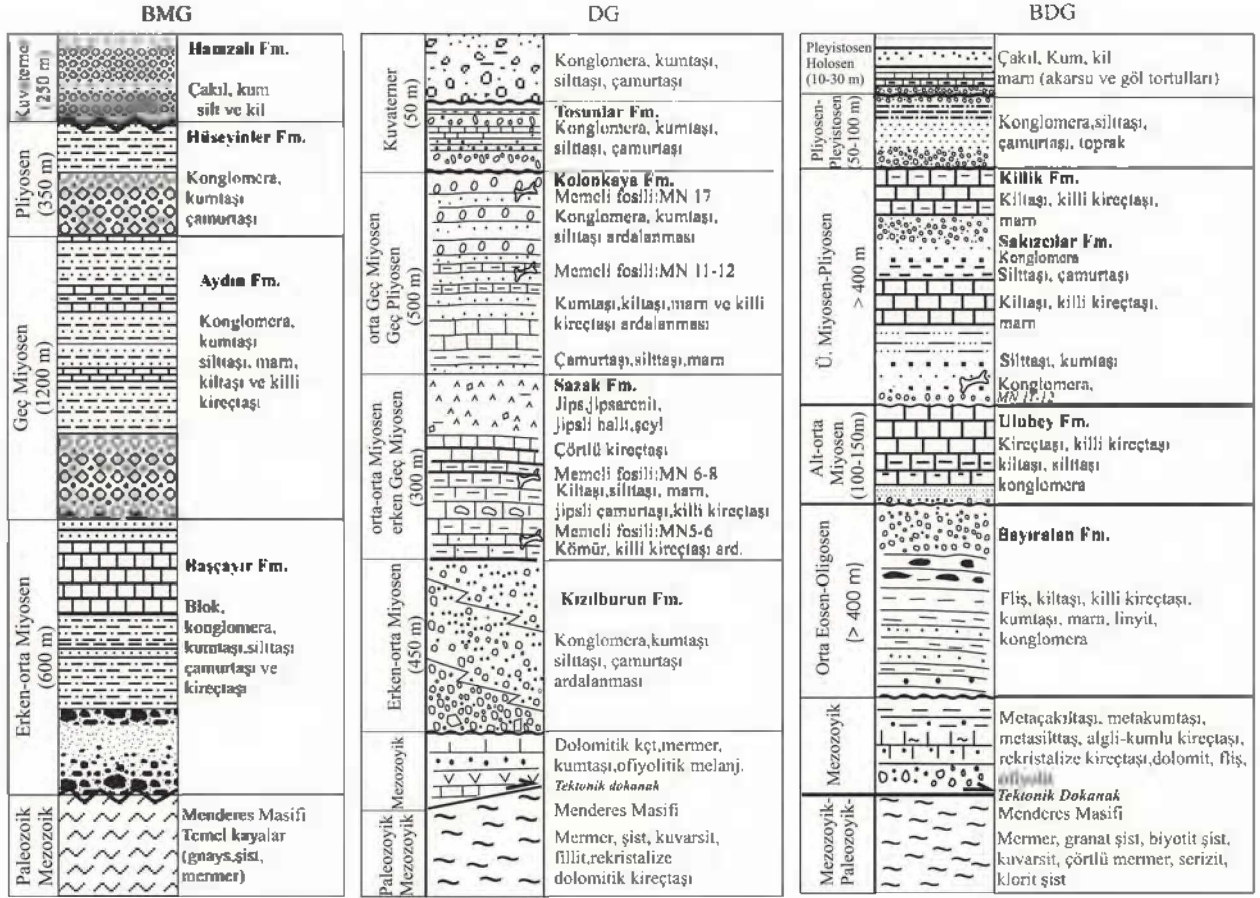 BMG
Kuvaterner
(250 m)
Hamzalı Fm.
Çakıl, kum
silt ve kil
Pliyosen
(350 m)
Hüseyinler Fm.
Konglomera,
kumtaşı
çamurtaşı
Geç Miyosen
(1200 m)
Aydın Fm.
Konglomera,
kumtaşı
silttaşı, marn,
kiltaşı ve killi
kireçtaşı
Erken-orta Miyosen
(600 m)
Başçayır Fm.
Blok,
konglomera,
kumtaşı,silttaşı
çamurtaşı ve
kireçtaşı
Paleozoik
Mezozoik
Menderes Masifi
Temel kayalar
(gnays,şist,
mermer)
DG
Kuvaterner
(50 m)
Konglomera, kumtaşı,
silttaşı, çamurtaşı
Tosunlar Fm.
Konglomera, kumtaşı,
silttaşı, çamurtaşı
orta Geç Miyosen
Geç Pliyosen
(500 m)
Kolonkaya Fm.
Memeli fosili:MN 17
Konglomera, kumtaşı,
silttaşı ardalanması
Memeli fosili:MN 11-12
Kumtaşı,kiltaşı,marn ve killi
kireçtaşı ardalanması
Çamurtaşı,silttaşı,marn
orta-orta Miyosen
erken Geç Miyosen
(300 m)
Sazak Fm.
Jips,jipsarenit,
jipsli halit,şeyl
Çörtlü kireçtaşı
Memeli fosili:MN 6-8
Kiltaşı,silttaşı, marn,
jipsli çamurtaşı,killi kireçtaşı
Memeli fosili:MN5-6
Kömür, killi kireçtaşı ard.
Erken-orta Miyosen
(450 m)
Kızılburun Fm.
Konglomera,kumtaşı
silttaşı, çamurtaşı
ardalanması
Mezozoyik
Dolomitik kçt,mermer,
kumtaşı,ofiyolitik melanj.
Tektonik dokanak
Paleozoyik
Mezozoyik
Menderes Masifi
Mermer, şist, kuvarsit,
fillit,rekristalize
dolomitik kireçtaşı
BDG
Pleyistosen
Holosen
(10-30 m)
Çakıl, Kum, kil
marn (akarsu ve göl tortulları)
Pliyosen-
Pleyistosen
(50-100 m)
Konglomera,silttaşı,
çamurtaşı, toprak
Ü. Miyosen-Pliyosen
> 400 m
Killik Fm.
Kiltaşı, killi kireçtaşı,
marn
Sakızcılar Fm.
Konglomera
Silttaşı, çamurtaşı
Kiltaşı, killi kireçtaşı,
marn
Silttaşı, kumtaşı
Konglomera,
MN 11-12
Alt-orta
Miyosen
(100-150m)
Ulubey Fm.
Kireçtaşı, killi kireçtaşı
kiltaşı, silttaşı
konglomera
Orta Eosen-Oligosen
(> 400 m)
Bayıralan Fm.
Fliş, kiltaşı, killi kireçtaşı,
kumtaşı, marn, linyit,
konglomera
Mezozoyik
Metaçakıltaşı, metakumtaşı,
metasilttaş, algli-kumlu kireçtaşı,
rekristalize kireçtaşı,dolomit, fliş,
ofiyolit
Tektonik Dokanak
Mezozoyik-
Paleozoyik-
Menderes Masifi
Mermer, granat şist, biyotit şist,
kuvarsit, çörtlü mermer, serizit,
klorit şist